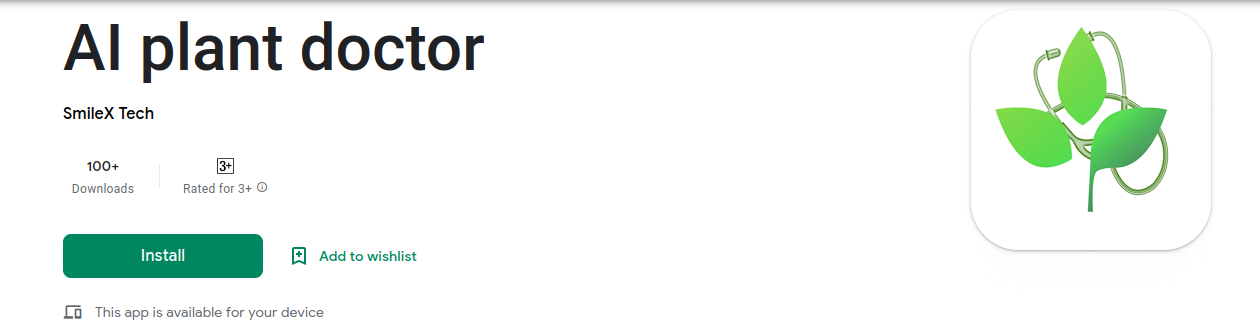 AI plant doctor
SmileX Tech
100+
Downloads
3+
Rated for 3+
Install
Add to wishlist
This app is available for your device